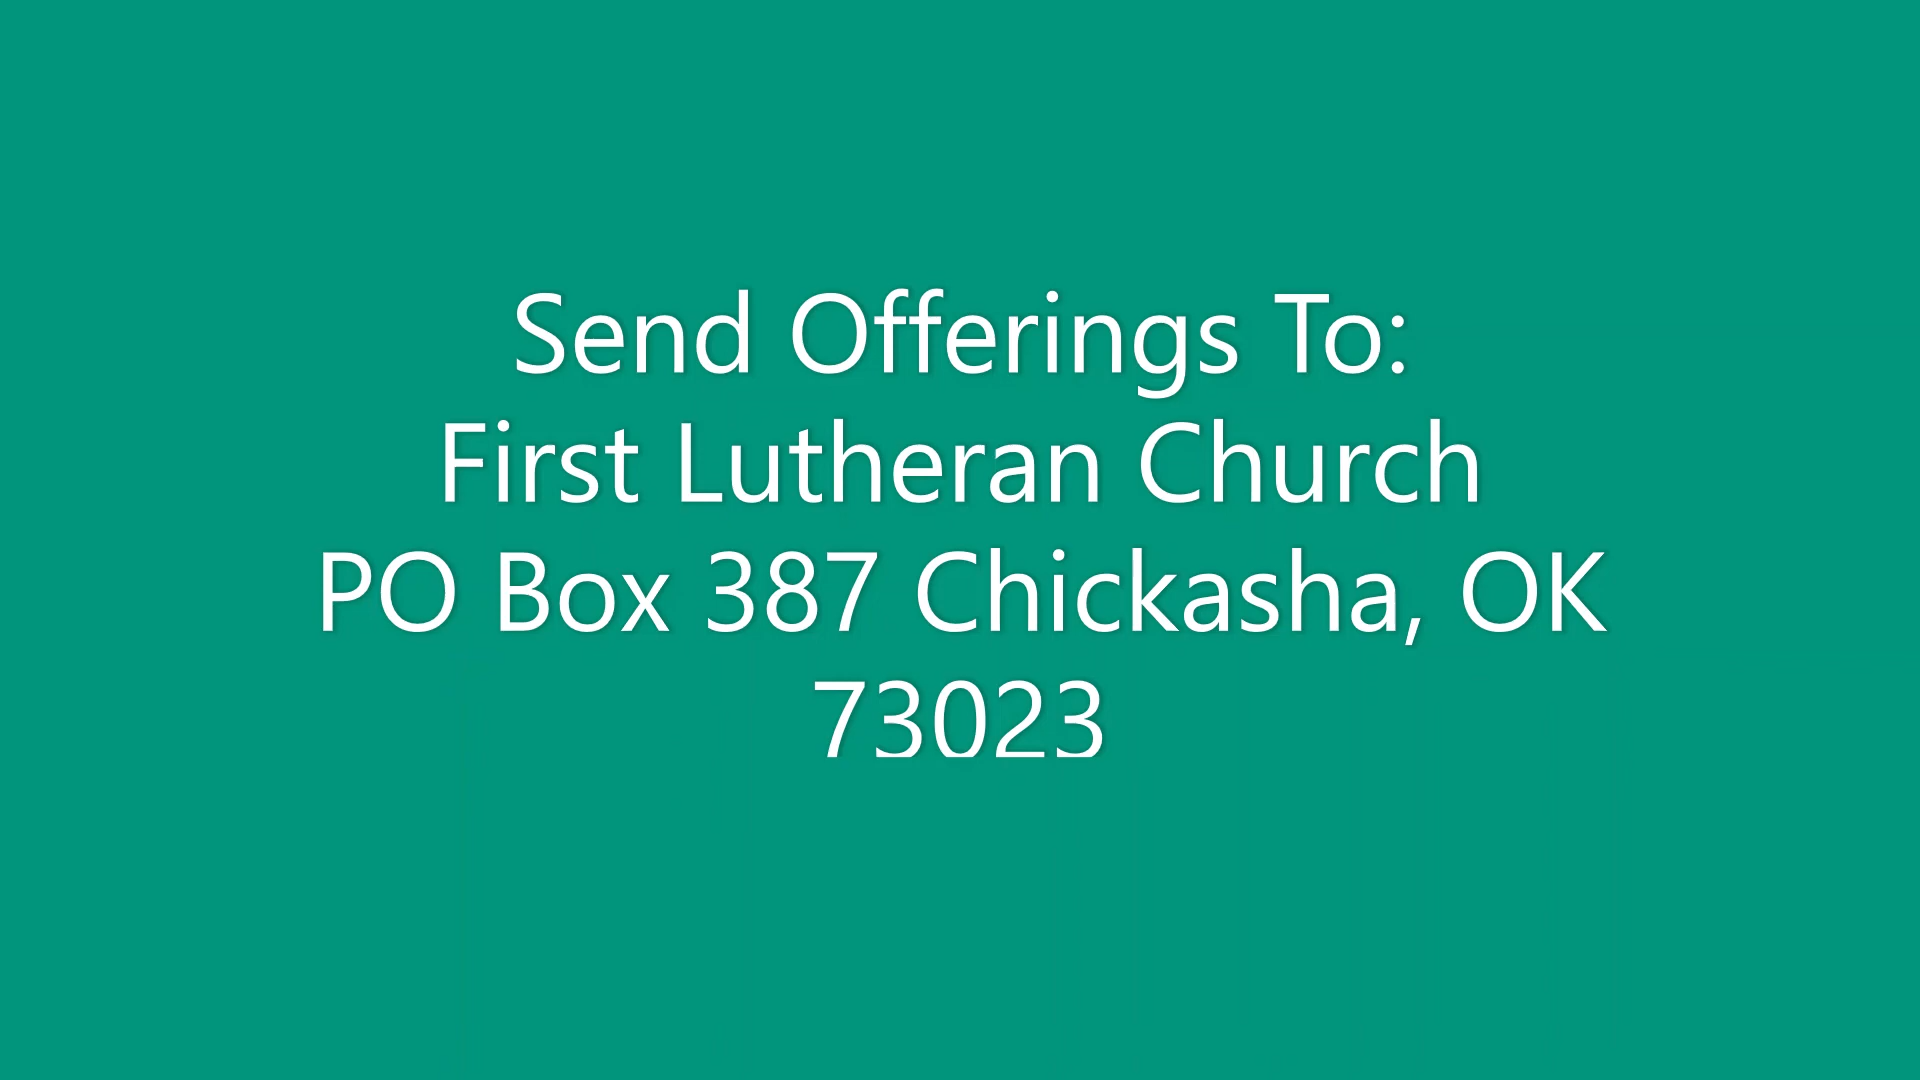 Send Offerings To:
First Lutheran Church
PO Box 387 Chickasha, OK
73023